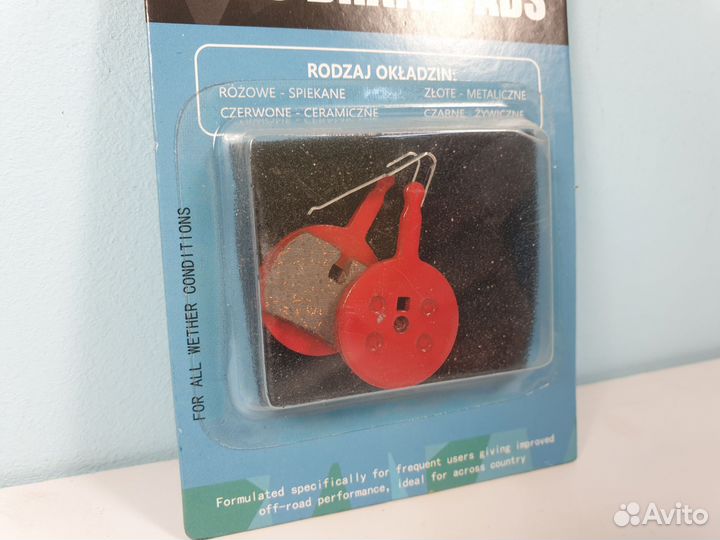 RODZAJ OKŁADZIN:
RÓŻOWE - SPIEKANE ZŁOTE - METALICZNE
CZERWONE - CERAMICZNE CZARNE - ŻYWICZNE
FOR ALL WETHER CONDITIONS
Formulated specifically for frequent users giving improved
off-road performance, ideal for across country
Avito